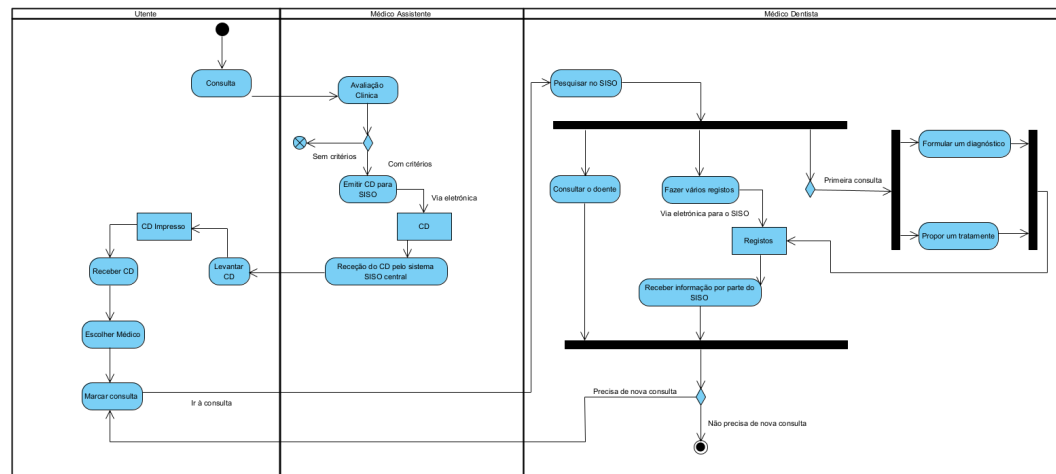 Utente
Médico Assistente
Médico Dentista
Consulta
Avaliação
Clinica
Sem critérios
Com critérios
Emitir CD para
SISO
Via eletrónica
CD
Receção do CD pelo sistema
SISO central
Levantar
CD
CD Impresso
Receber CD
Escolher Médico
Marcar consulta
Ir à consulta
Pesquisar no SISO
Consultar o doente
Fazer vários registos
Via eletrónica para o SISO
Registos
Receber informação por parte do
SISO
Primeira consulta
Formular um diagnóstico
Propor um tratamente
Precisa de nova consulta
Não precisa de nova consulta